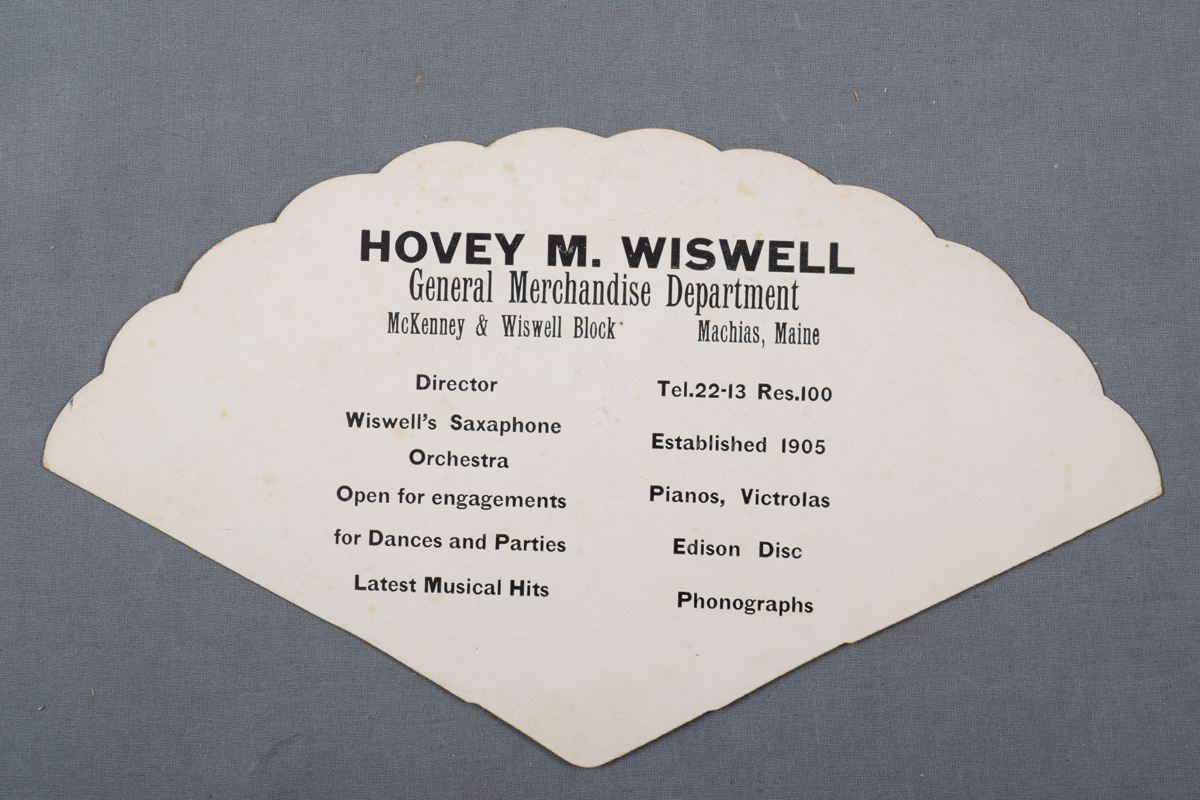 HOVEY M. WISWELL
General Merchandise Department
McKenney & Wiswell Block Machias, Maine
Director
Wiswell's Saxaphone
Orchestra
Open for engagements
for Dances and Parties
Latest Musical Hits
Tel.22-13 Res.100
Established 1905
Pianos, Victrolas
Edison Disc
Phonographs